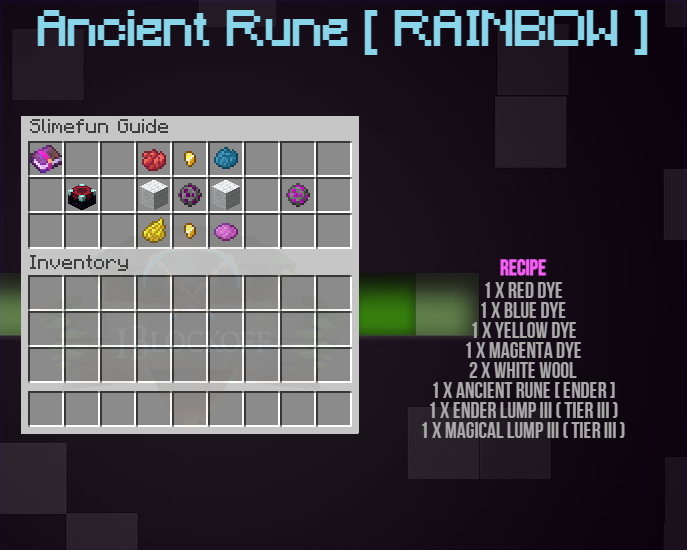 Ancient Rune [ RAINBOW ]
Slimefun Guide
Inventory
IBLOCKOFF
RECIPE
1 X RED DYE
1 X BLUE DYE
1 X YELLOW DYE
1 X MAGENTA DYE
2 X WHITE WOOL
1 X ANCIENT RUNE [ ENDER ]
1 X ENDER LUMP III ( TIER III )
1 X MAGICAL LUMP III ( TIER III )